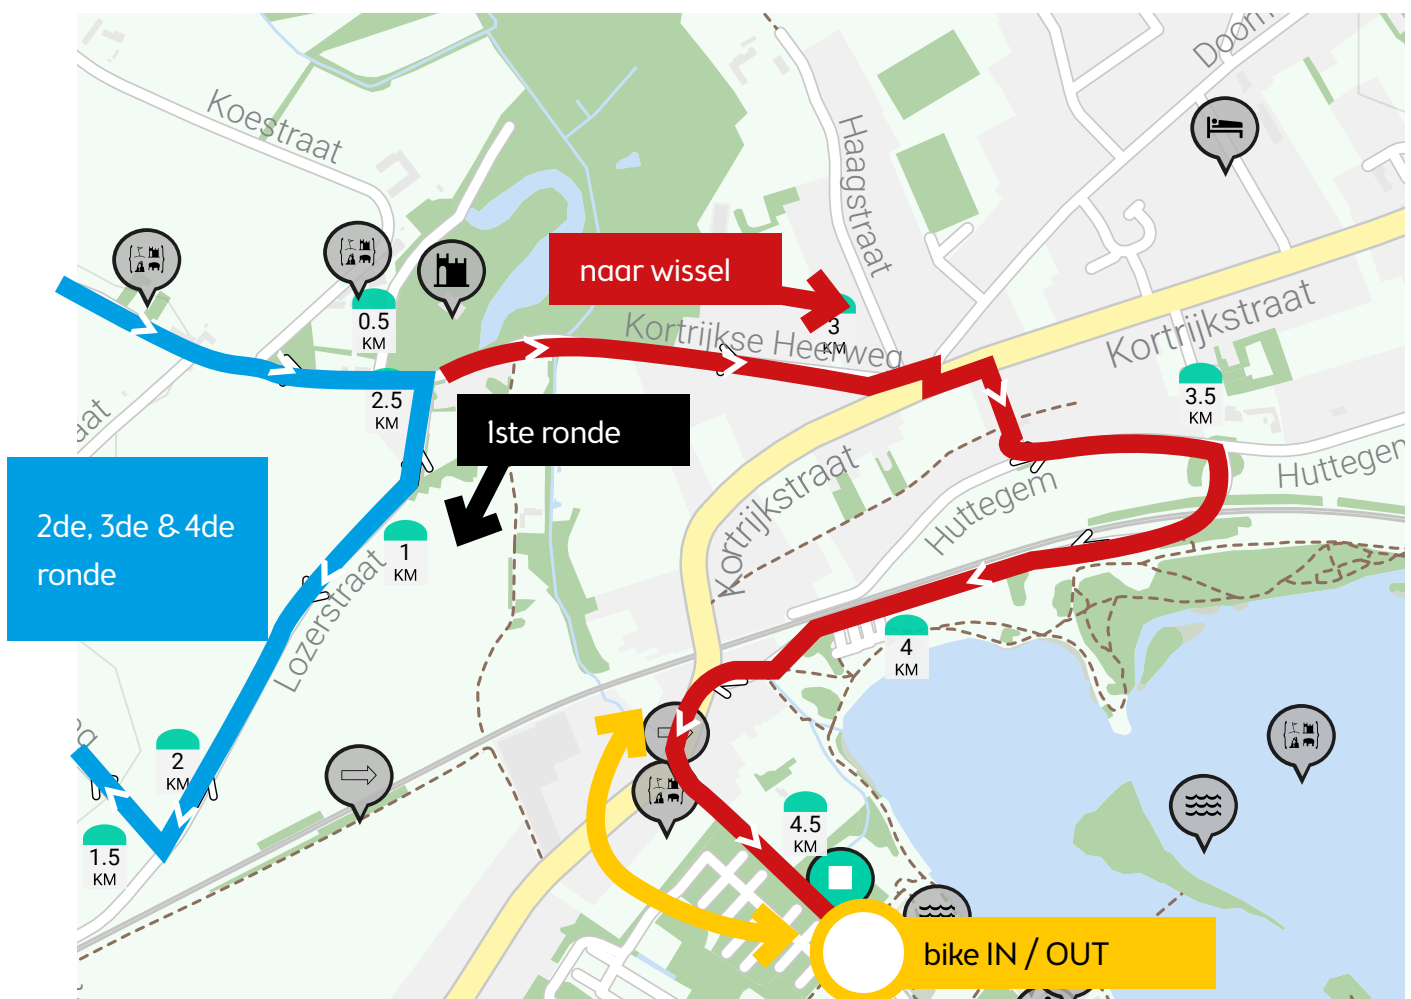 Doorn
Koestraat
Haagstraat
naar wissel
0.5
KM
3
KM
Kortrijkse Heerweg
Kortrijkstraat
2.5
KM
3.5
KM
1ste ronde
Kortrijkstraat
Huttegem
Huttegem
2de, 3de & 4de
ronde
1
KM
Lozerstraat
4
KM
2
KM
1.5
KM
4.5
KM
bike IN / OUT